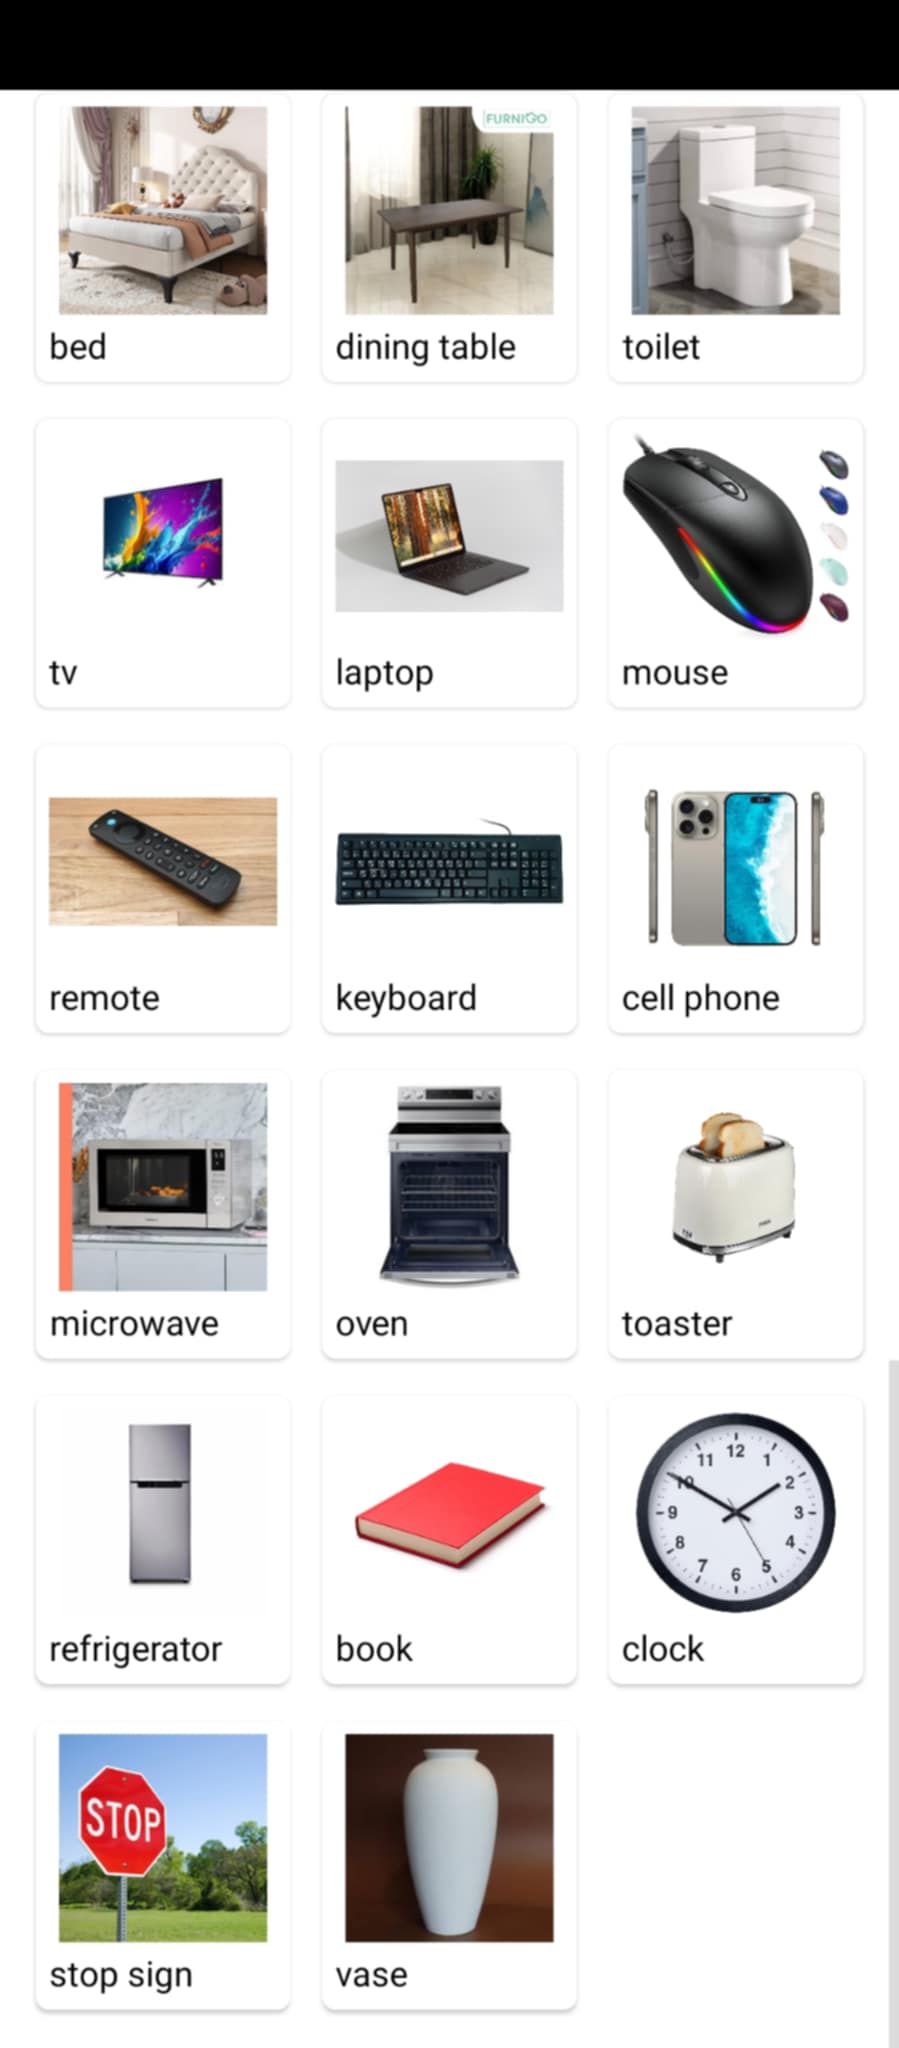 FURNIGO
bed
dining table
toilet
tv
laptop
mouse
remote
keyboard
cell phone
microwave
oven
toaster
12
11
1
10
2
9
3
8
4
7
5
6
refrigerator
book
clock
STOP
stop sign
vase